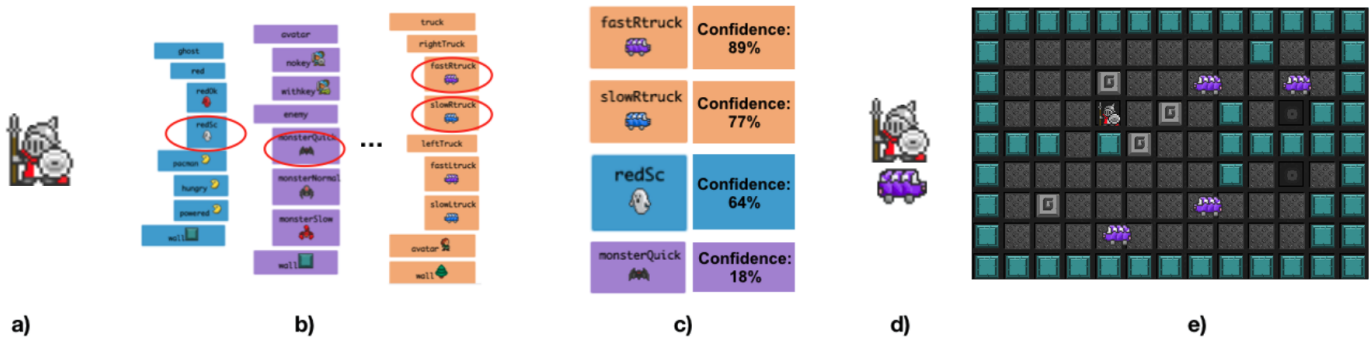 ghost
red
redOk
redSc
pacman
hungry
powered
wall
avatar
nokey
withkey
enemy
monsterQuick
monsterNormal
monsterSlow
wall
...
truck
rightTruck
fastRtruck
slowRtruck
leftTruck
fastLtruck
slowLtruck
avatar
wall
fastRtruck
Confidence:
89%
slowRtruck
Confidence:
77%
redSc
Confidence:
64%
monsterQuick
Confidence:
18%
a)
b)
c)
d)
e)